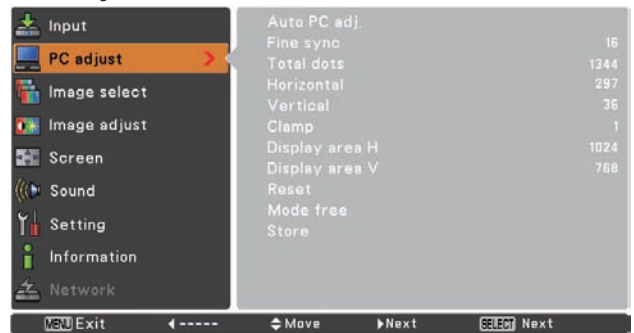 Input
PC adjust
Image select
Image adjust
Screen
Sound
Setting
Information
Network
Auto PC adj.
Fine sync 16
Total dots 1344
Horizontal 297
Vertical 36
Clamp 1
Display area H 1024
Display area V 768
Reset
Mode free
Store
MENU Exit ◀----- ◆Move ▶Next SELECT Next